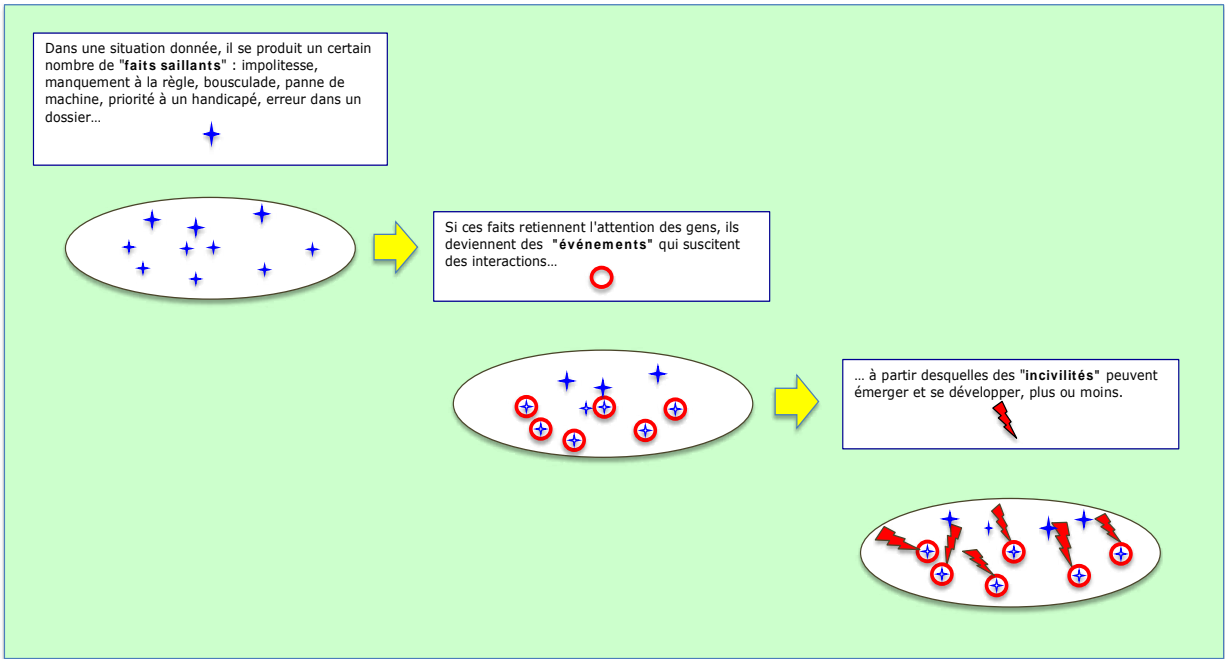 Dans une situation donnée, il se produit un certain
nombre de "faits saillants" : impolitesse,
manquement à la règle, bousculade, panne de
machine, priorité à un handicapé, erreur dans un
dossier…
Si ces faits retiennent l'attention des gens, ils
deviennent des "événements" qui suscitent
des interactions…
… à partir desquelles des "incivilités" peuvent
émerger et se développer, plus ou moins.